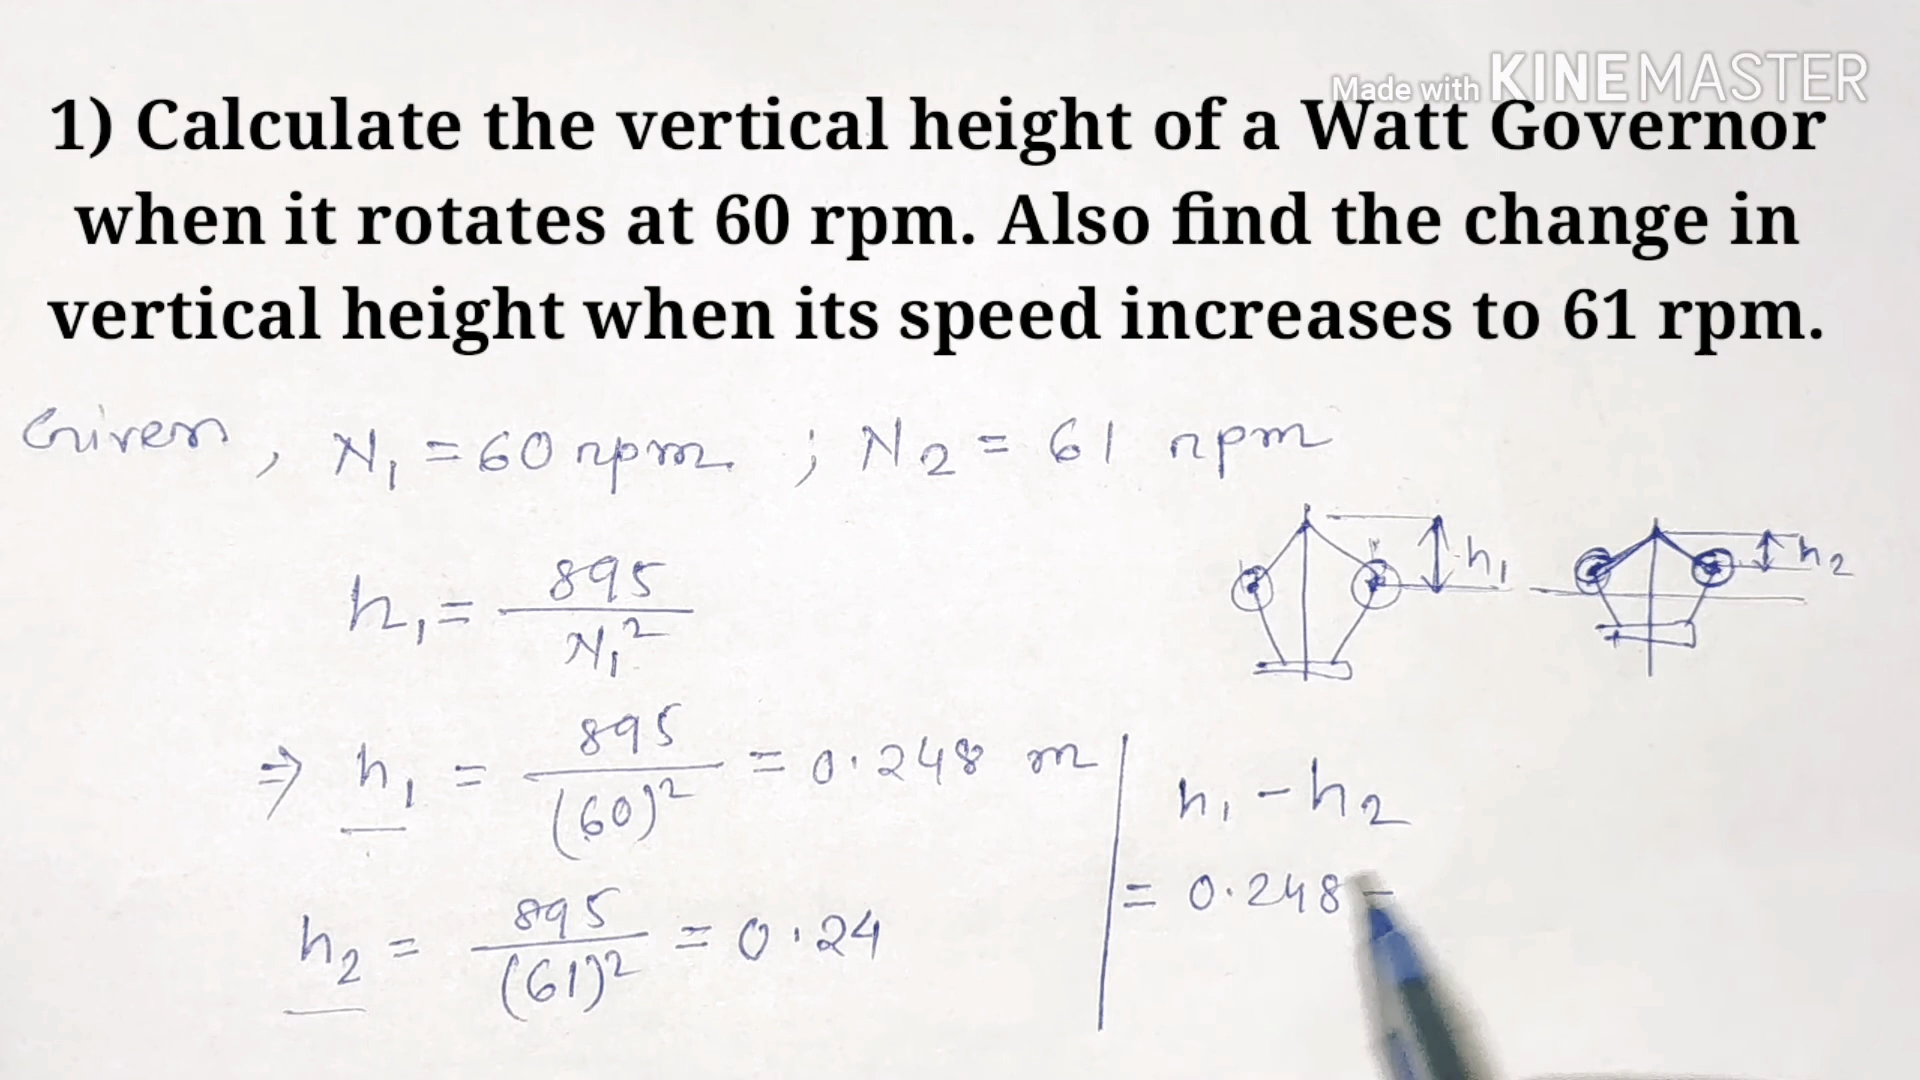 Made with KINEMASTER
1) Calculate the vertical height of a Watt Governor
when it rotates at 60 rpm. Also find the change in
vertical height when its speed increases to 61 rpm.
Given, N₁ = 60 rpm ; N₂ = 61 rpm
h₁ = 895 / N₁²
h₁
h₂
⇒ h₁ = 895 / (60)² = 0.248 m
h₂ = 895 / (61)² = 0.24
h₁ - h₂
= 0.248 -